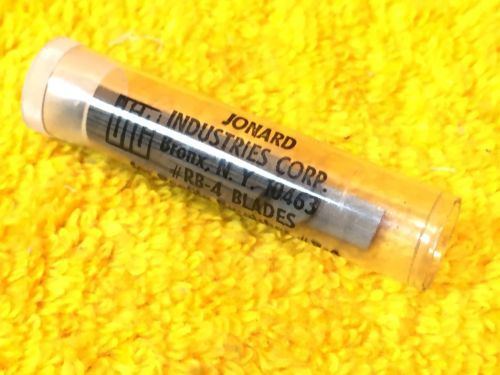 JONARD
INDUSTRIES CORP.
Bronx, N. Y. 10463
#RB-4 BLADES